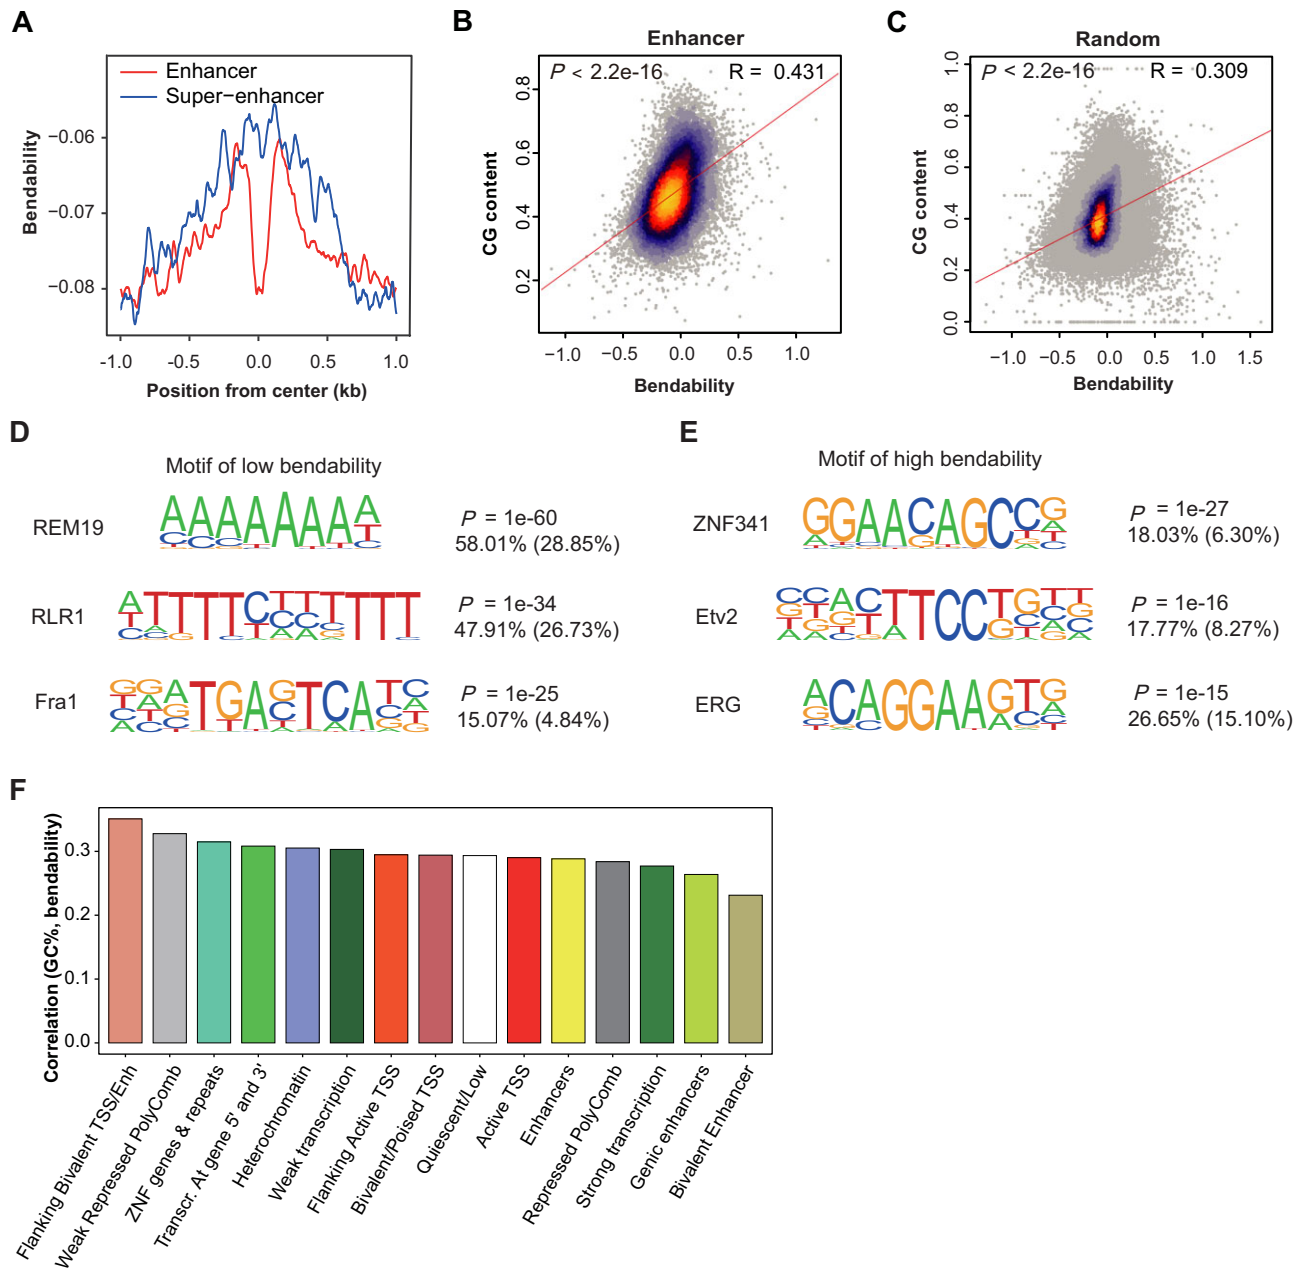 A
Enhancer
Super−enhancer
Bendability
−0.06
−0.07
−0.08
-1.0 -0.5 0.0 0.5 1.0
Position from center (kb)
B
Enhancer
P < 2.2e-16 R = 0.431
CG content
0.8
0.6
0.4
0.2
−1.0 −0.5 0.0 0.5 1.0
Bendability
C
Random
P < 2.2e-16 R = 0.309
CG content
1.0
0.8
0.6
0.4
0.2
0.0
−1.0 −0.5 0.0 0.5 1.0 1.5
Bendability
D
Motif of low bendability
REM19
AAAAAAAA
P = 1e-60
58.01% (28.85%)
RLR1
ATTTTCTTTTTT
P = 1e-34
47.91% (26.73%)
Fra1
GGATGAGTCATC
P = 1e-25
15.07% (4.84%)
E
Motif of high bendability
ZNF341
GGAACAGCCG
P = 1e-27
18.03% (6.30%)
Etv2
CCACTTCCTGTT
P = 1e-16
17.77% (8.27%)
ERG
ACAGGAAGTG
P = 1e-15
26.65% (15.10%)
F
Correlation (GC%, bendability)
0.3
0.2
0.1
0.0
Flanking Bivalent TSS/Enh
Weak Repressed PolyComb
ZNF genes & repeats
Transcr. At gene 5' and 3'
Heterochromatin
Weak transcription
Flanking Active TSS
Bivalent/Poised TSS
Quiescent/Low
Active TSS
Enhancers
Repressed PolyComb
Strong transcription
Genic enhancers
Bivalent Enhancer